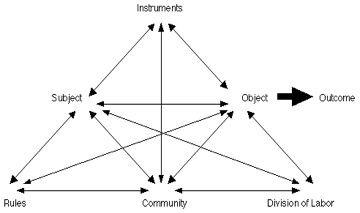 Instruments
Subject
Object
Outcome
Rules
Community
Division of Labor